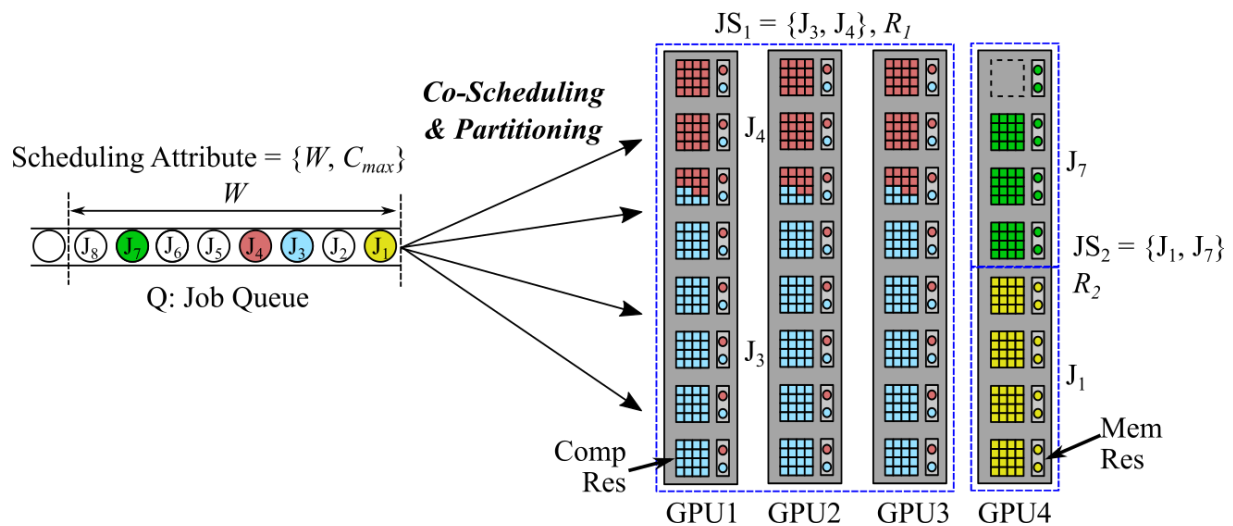 JS₁ = {J₃, J₄}, R₁
Co-Scheduling
& Partitioning
Scheduling Attribute = {W, Cₘₐₓ}
W
J₈ J₇ J₆ J₅ J₄ J₃ J₂ J₁
Q: Job Queue
J₄
J₃
J₇
JS₂ = {J₁, J₇}
R₂
J₁
Comp
Res
Mem
Res
GPU1 GPU2 GPU3 GPU4